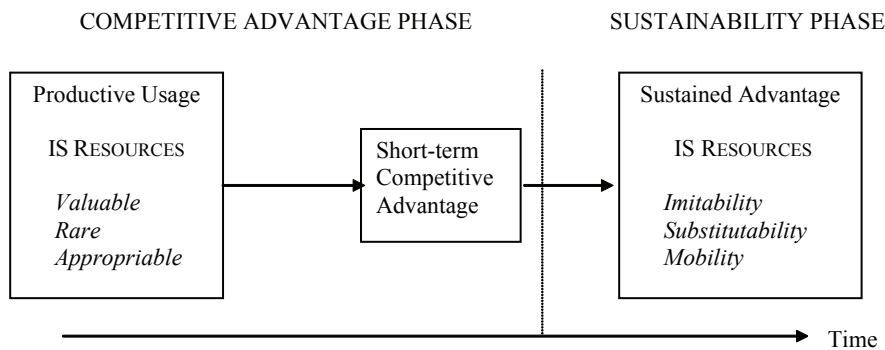 COMPETITIVE ADVANTAGE PHASE
SUSTAINABILITY PHASE
Productive Usage
IS RESOURCES
Valuable
Rare
Appropriable
Short-term
Competitive
Advantage
Sustained Advantage
IS RESOURCES
Imitability
Substitutability
Mobility
Time